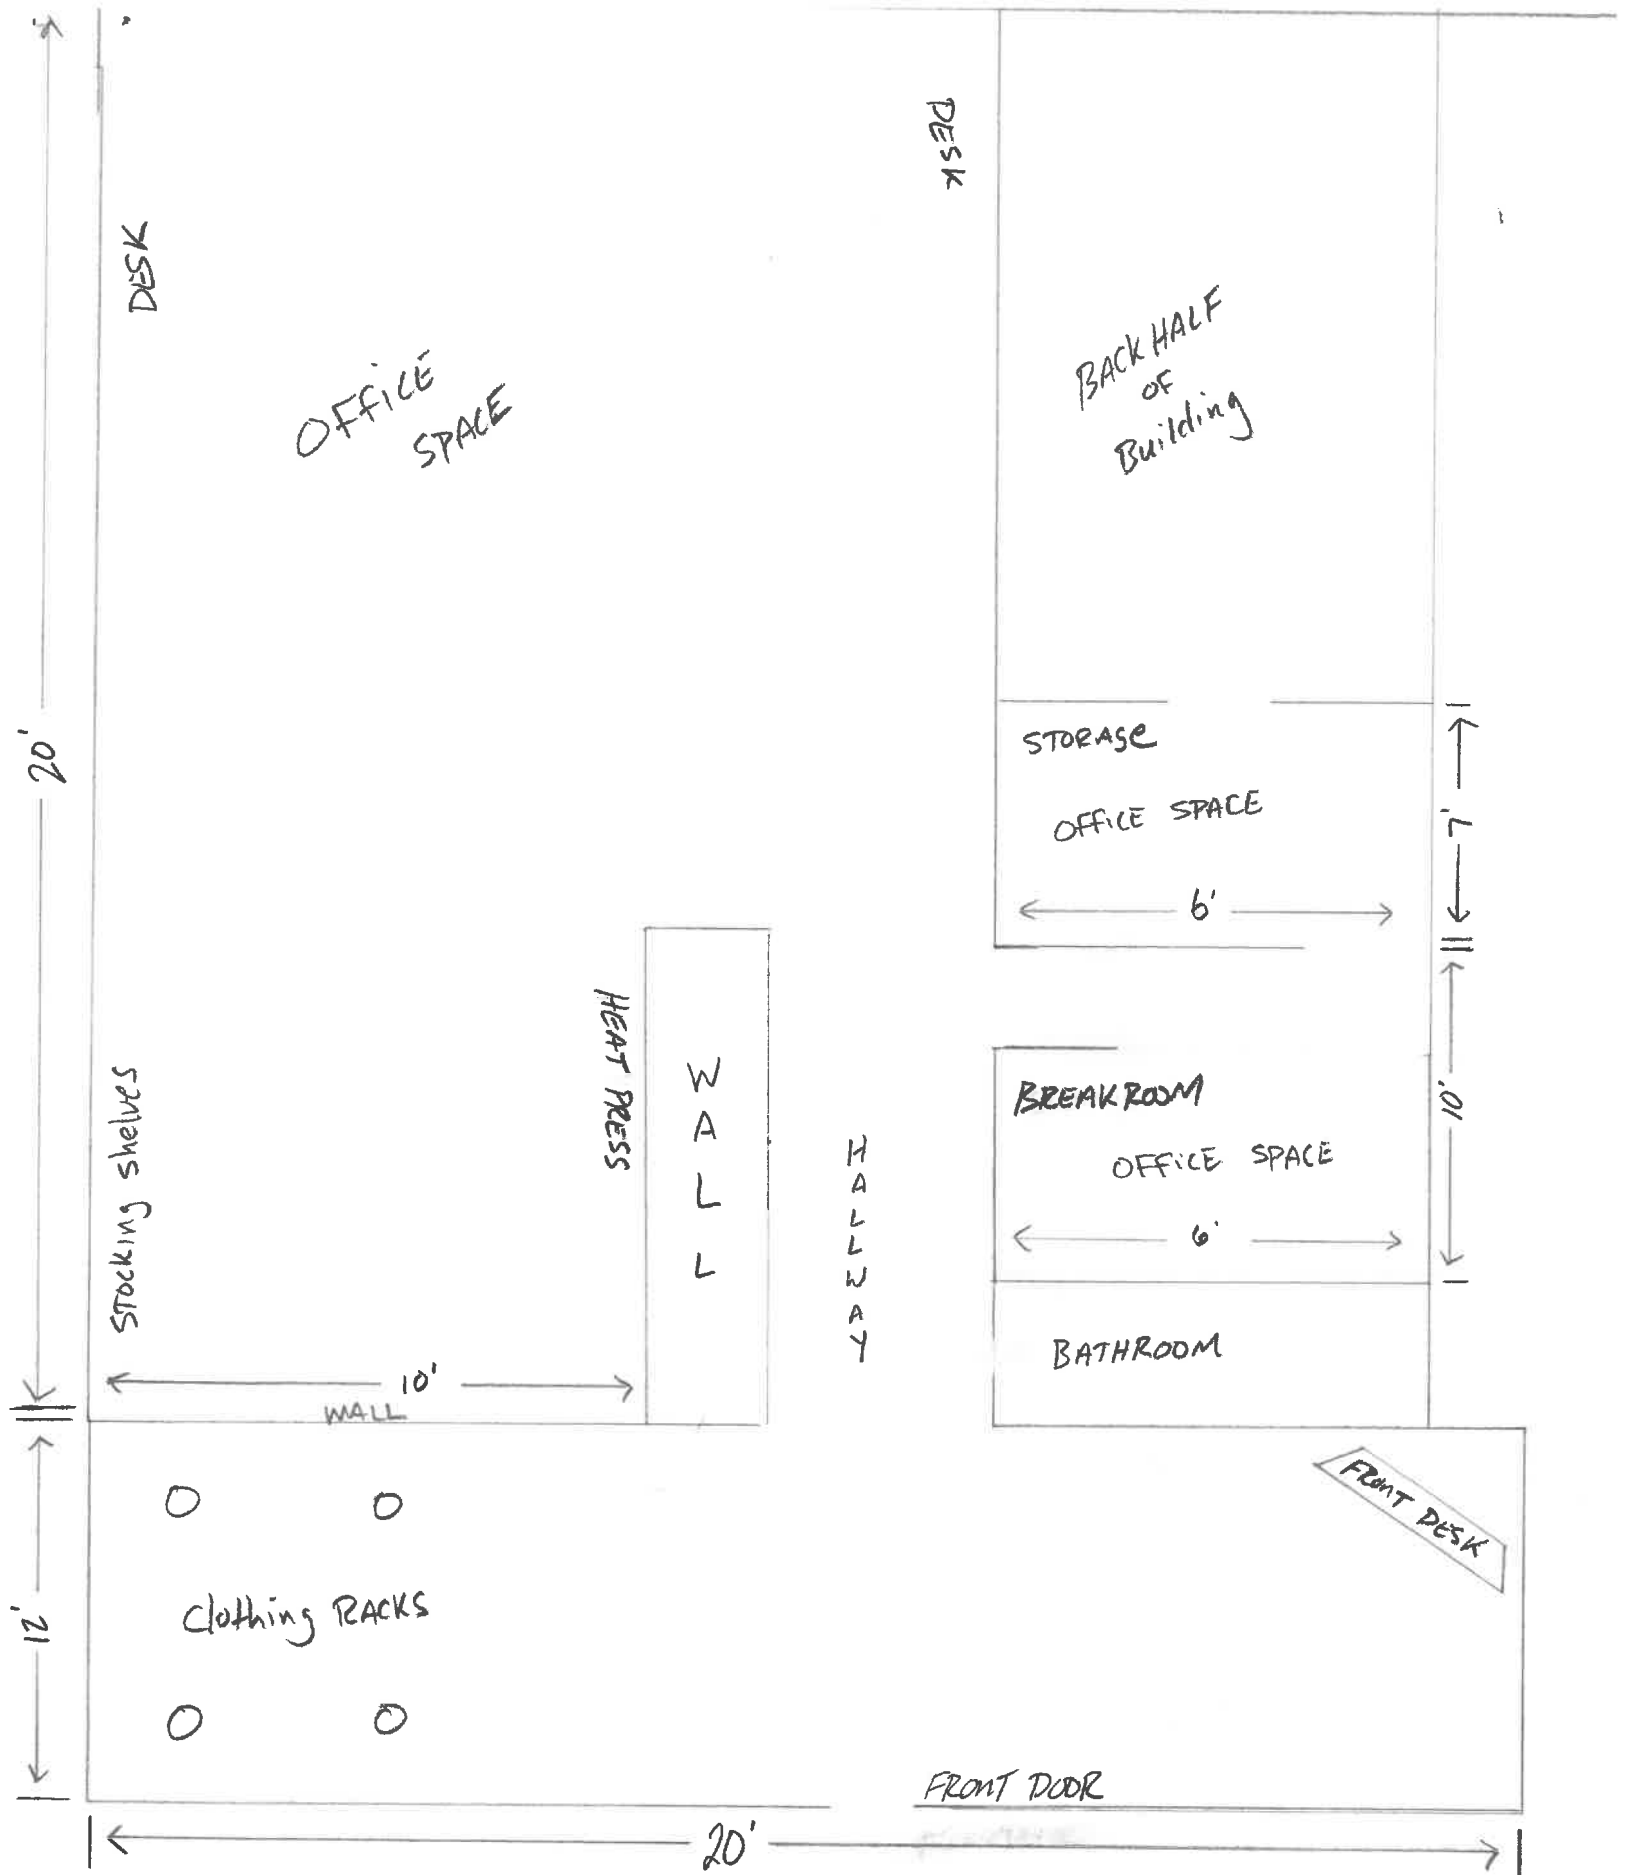 DESK
DESK
OFFICE
SPACE
BACK HALF
OF
Building
20'
STORAGE
OFFICE SPACE
7'
6'
HEAT PRESS
WALL
Stocking shelves
HALLWAY
BREAKROOM
OFFICE SPACE
10'
6'
BATHROOM
10'
WALL
FRONT DESK
12'
Clothing RACKS
FRONT DOOR
20'